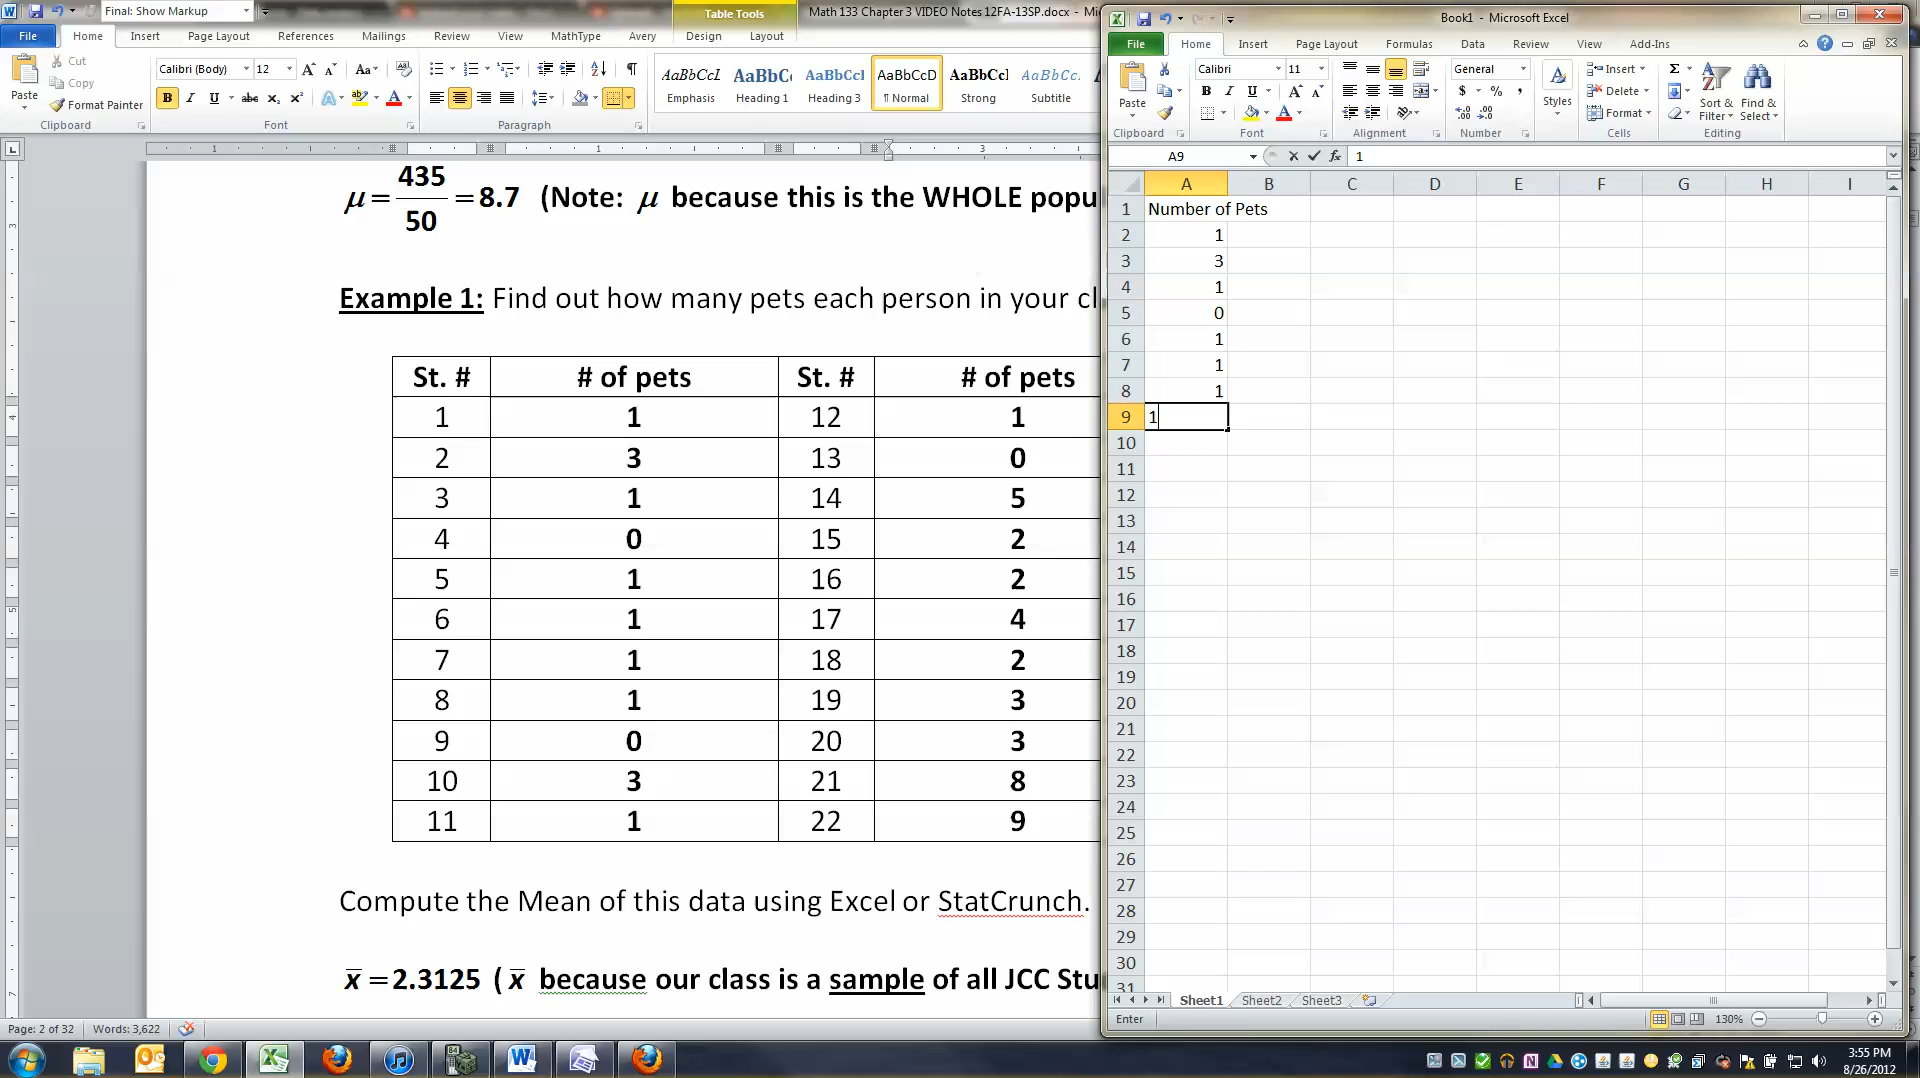 Final: Show Markup
Table Tools
Math 133 Chapter 3 VIDEO Notes 12FA-13SP.docx - Mi
File Home Insert Page Layout References Mailings Review View MathType Avery Design Layout
Paste
Cut
Copy
Format Painter
Clipboard
Calibri (Body) 12
Font
Paragraph
AaBbCcI AaBbCc AaBbCcI AaBbCcD AaBbCcI AaBbCcI
Emphasis Heading 1 Heading 3 ¶ Normal Strong Subtitle
μ = 435/50 = 8.7 (Note: μ because this is the WHOLE popu
Example 1: Find out how many pets each person in your cl
St. # # of pets St. # # of pets
1 1 12 1
2 3 13 0
3 1 14 5
4 0 15 2
5 1 16 2
6 1 17 4
7 1 18 2
8 1 19 3
9 0 20 3
10 3 21 8
11 1 22 9
Compute the Mean of this data using Excel or StatCrunch.
x̅ = 2.3125 ( x̅ because our class is a sample of all JCC Stu
Page: 2 of 32 Words: 3,622
Book1 - Microsoft Excel
File Home Insert Page Layout Formulas Data Review View Add-Ins
Paste
Clipboard
Calibri 11
Font
Alignment
General
Number
Styles
Insert
Delete
Format
Cells
Sort & Filter
Find & Select
Editing
A9 fx 1
A B C D E F G H I
1 Number of Pets
2 1
3 3
4 1
5 0
6 1
7 1
8 1
9 1
10
11
12
13
14
15
16
17
18
19
20
21
22
23
24
25
26
27
28
29
30
31
Sheet1 Sheet2 Sheet3
Enter 130%
3:55 PM
8/26/2012